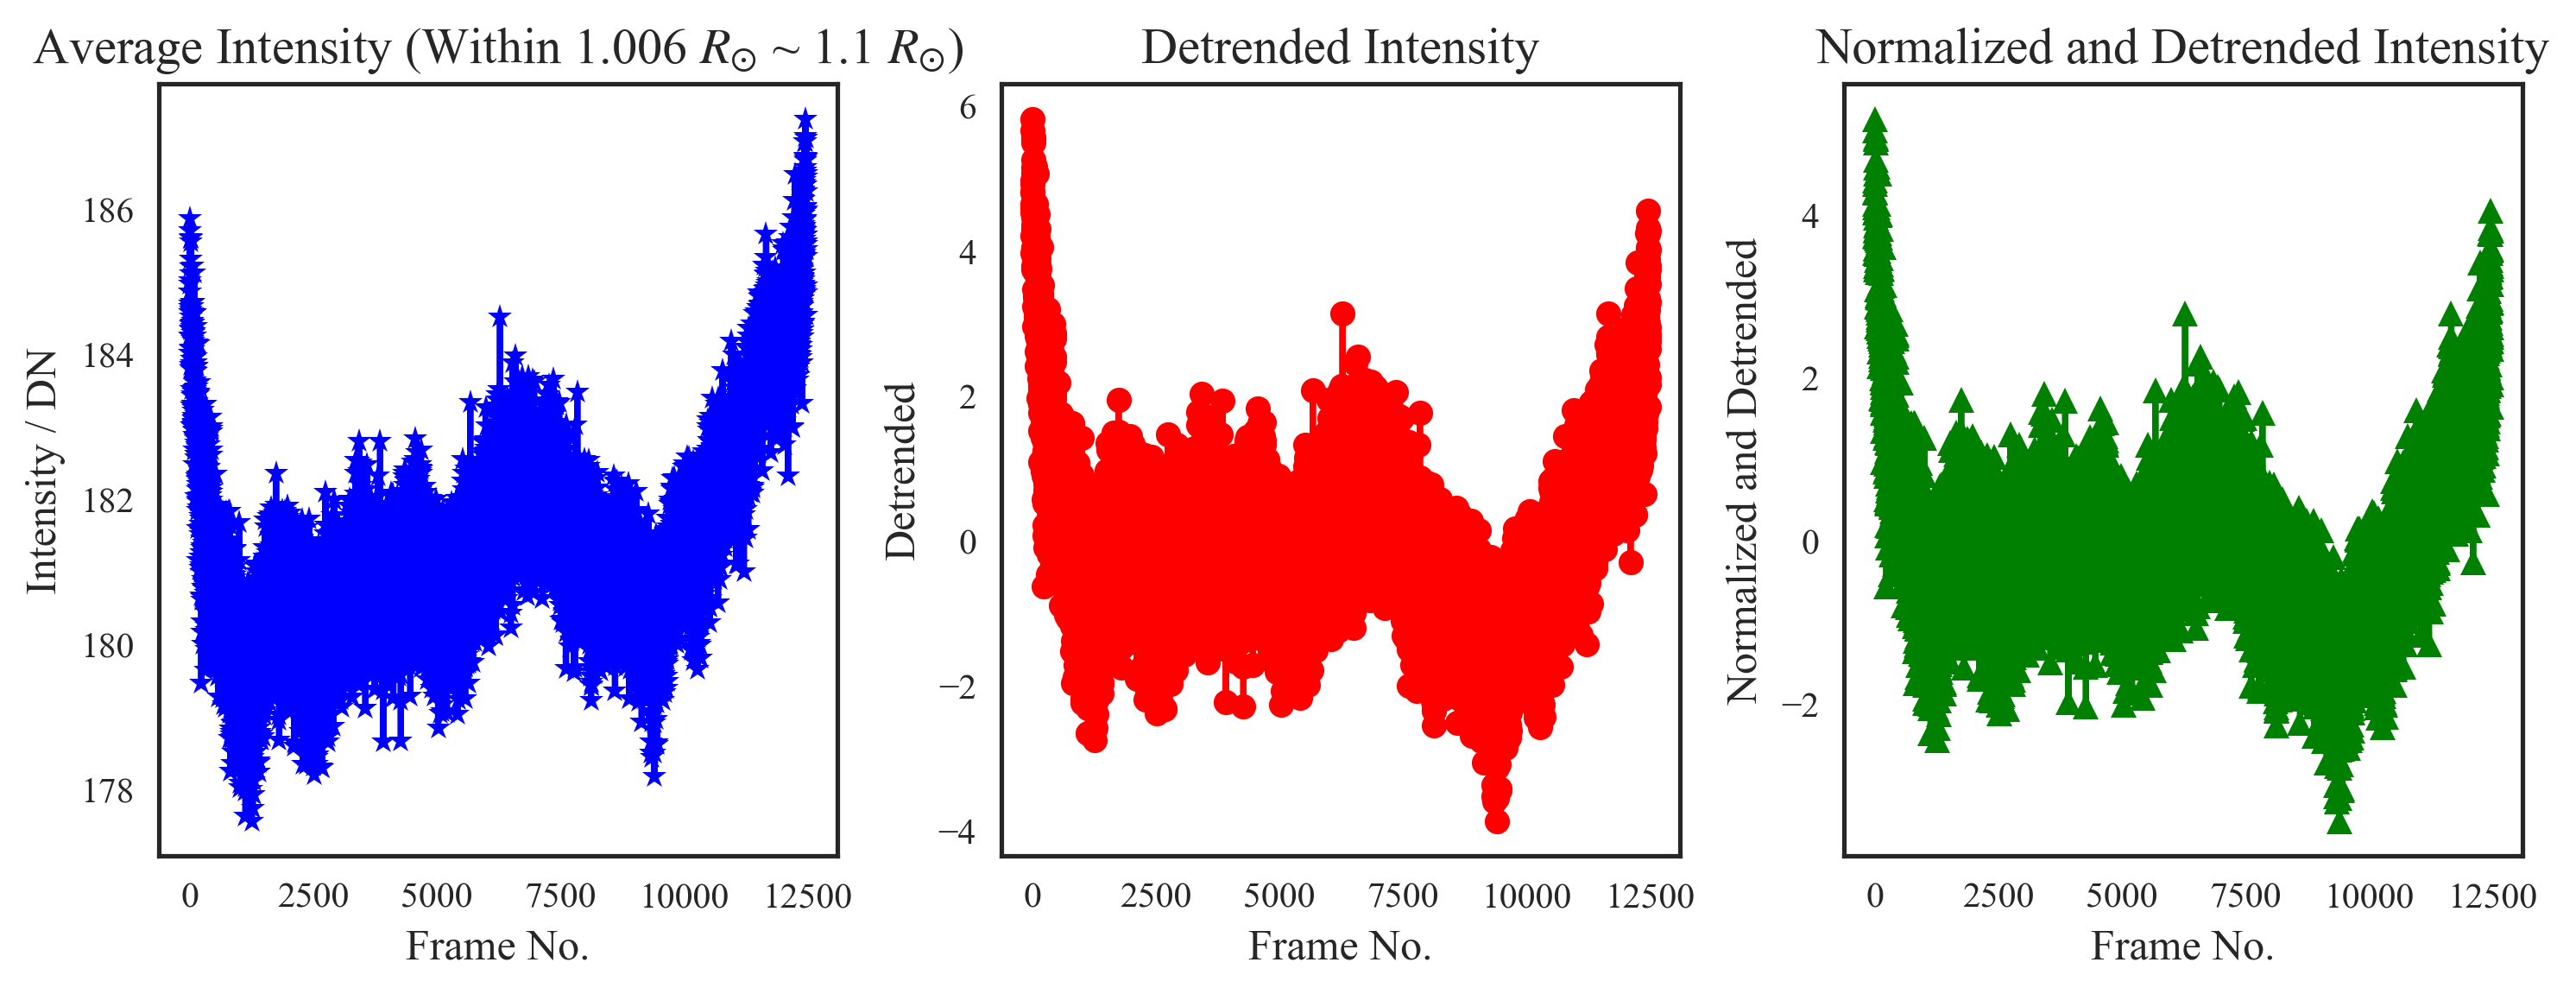 Average Intensity (Within 1.006 R⊙ ~ 1.1 R⊙)
Intensity / DN
186
184
182
180
178
0 2500 5000 7500 10000 12500
Frame No.
Detrended Intensity
Detrended
6
4
2
0
−2
−4
0 2500 5000 7500 10000 12500
Frame No.
Normalized and Detrended Intensity
Normalized and Detrended
4
2
0
−2
0 2500 5000 7500 10000 12500
Frame No.